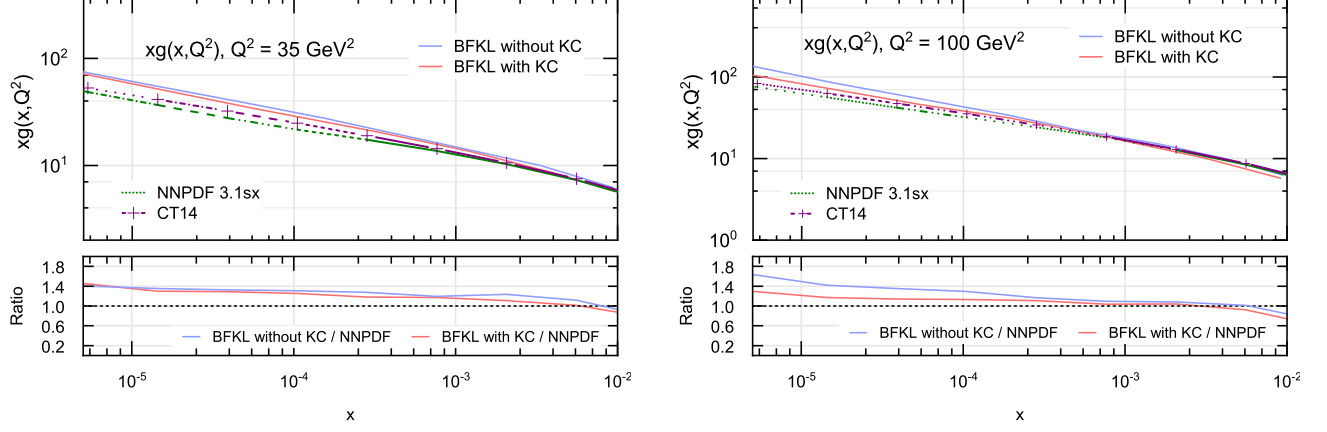 xg(x,Q²), Q² = 35 GeV²
BFKL without KC
BFKL with KC
10²
10¹
xg(x,Q²)
NNPDF 3.1sx
CT14
1.8
1.4
1.0
0.6
0.2
Ratio
BFKL without KC / NNPDF
BFKL with KC / NNPDF
10⁻⁵
10⁻⁴
10⁻³
10⁻²
x
xg(x,Q²), Q² = 100 GeV²
BFKL without KC
BFKL with KC
10²
10¹
10⁰
xg(x,Q²)
NNPDF 3.1sx
CT14
1.8
1.4
1.0
0.6
0.2
Ratio
BFKL without KC / NNPDF
BFKL with KC / NNPDF
10⁻⁵
10⁻⁴
10⁻³
10⁻²
x